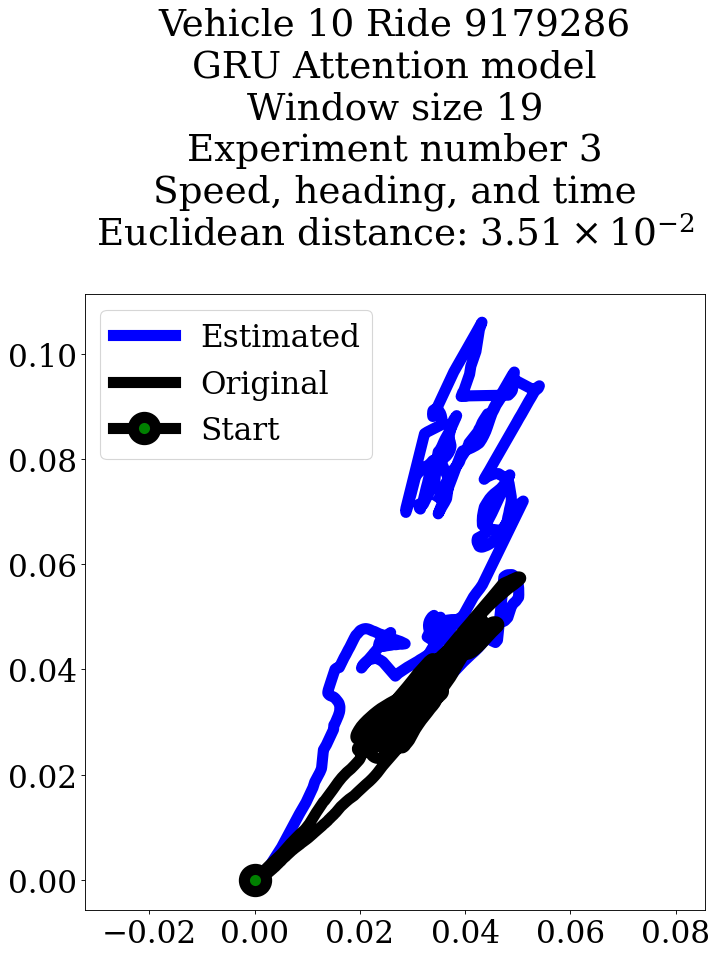 Vehicle 10 Ride 9179286
GRU Attention model
Window size 19
Experiment number 3
Speed, heading, and time
Euclidean distance: 3.51 × 10⁻²
Estimated
Original
Start
0.10
0.08
0.06
0.04
0.02
0.00
−0.02 0.00 0.02 0.04 0.06 0.08